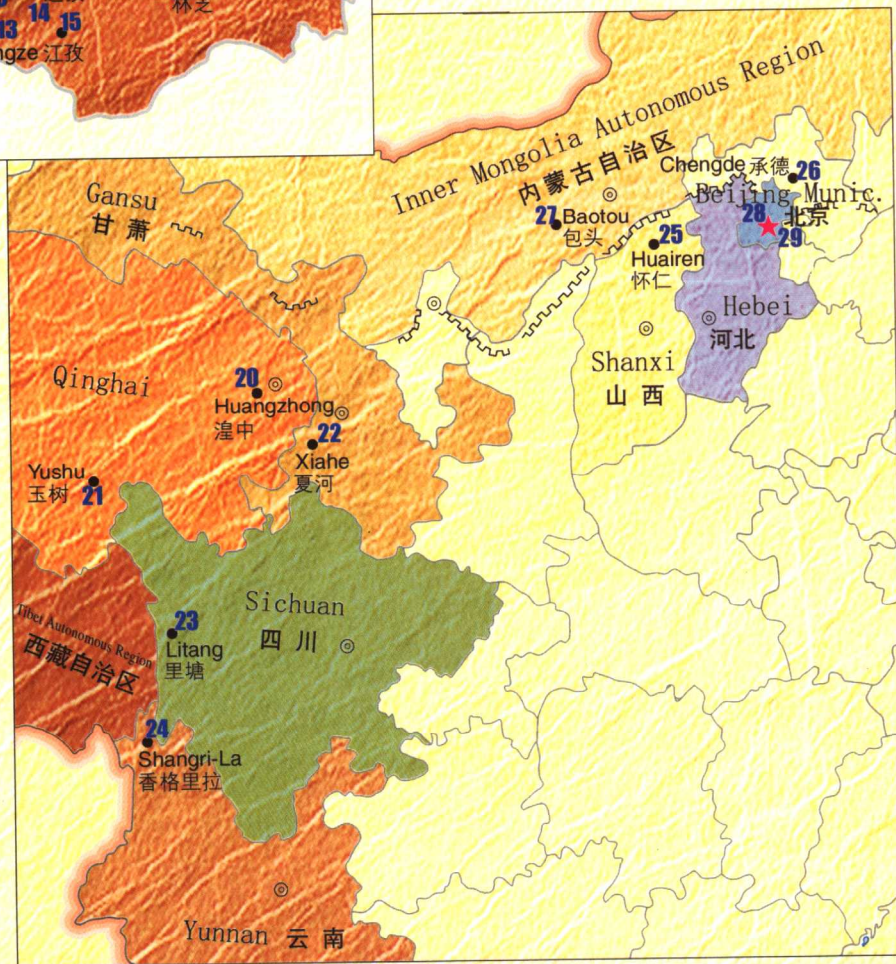 林芝
14 15
13
ngze 江孜
Inner Mongolia Autonomous Region
内蒙古自治区
Gansu
甘肃
Chengde 承德 26
Beijing Munic.
28 北京
29
27 Baotou
包头
25
Huairen
怀仁
Hebei
河北
Shanxi
山西
Qinghai
20
Huangzhong
湟中
22
Xiahe
夏河
Yushu
玉树 21
Sichuan
四川
23
Litang
里塘
Tibet Autonomous Region
西藏自治区
24
Shangri-La
香格里拉
Yunnan 云南